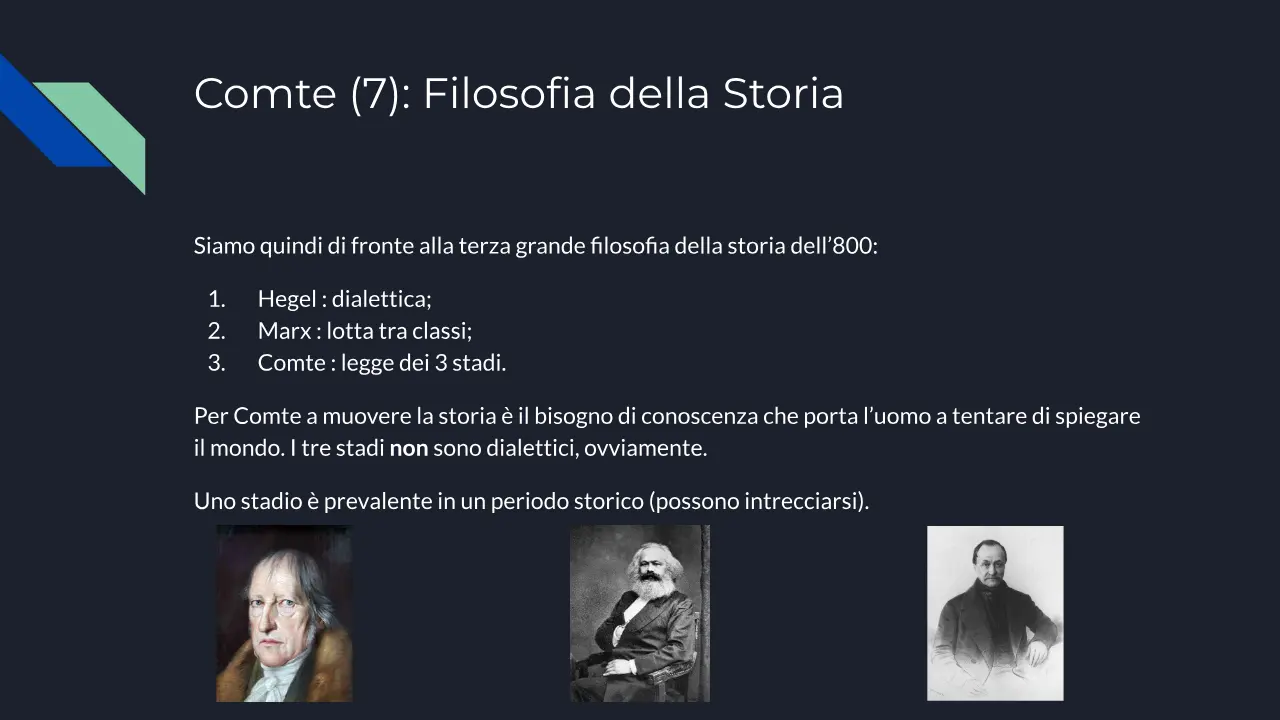 Comte (7): Filosofia della Storia
Siamo quindi di fronte alla terza grande filosofia della storia dell’800:
1. Hegel : dialettica;
2. Marx : lotta tra classi;
3. Comte : legge dei 3 stadi.
Per Comte a muovere la storia è il bisogno di conoscenza che porta l’uomo a tentare di spiegare
il mondo. I tre stadi non sono dialettici, ovviamente.
Uno stadio è prevalente in un periodo storico (possono intrecciarsi).